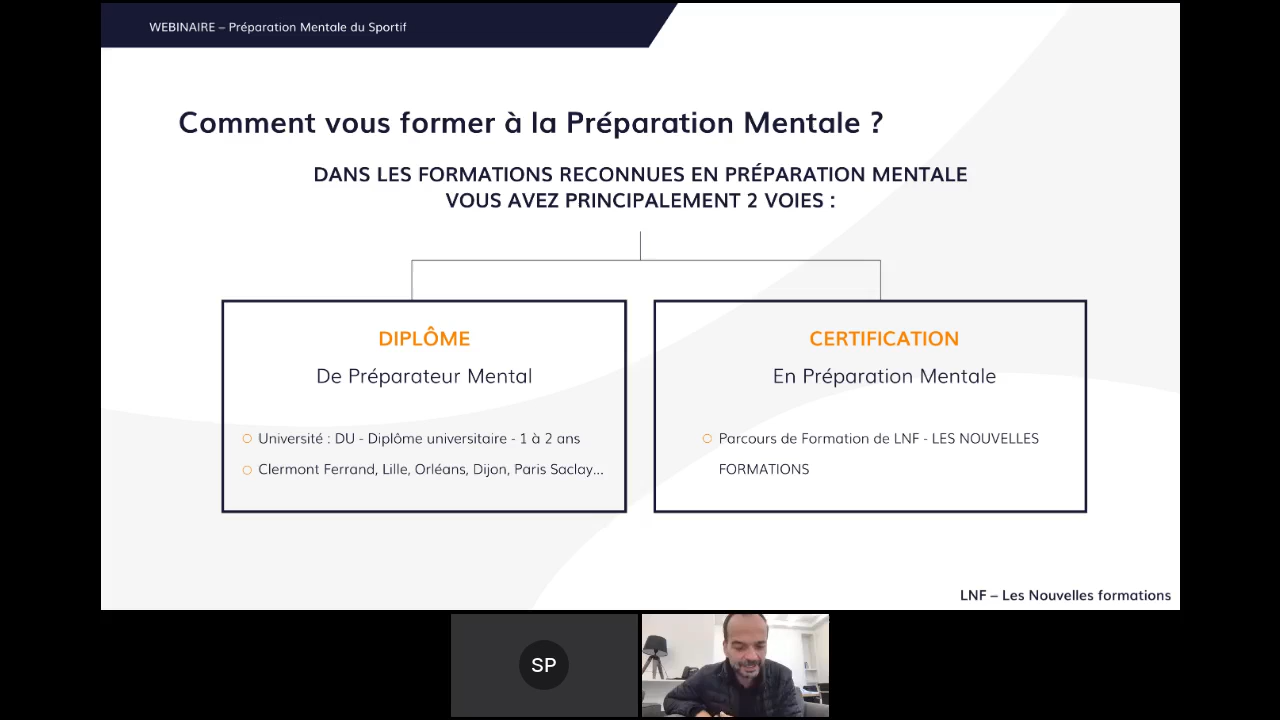 WEBINAIRE – Préparation Mentale du Sportif
Comment vous former à la Préparation Mentale ?
DANS LES FORMATIONS RECONNUES EN PRÉPARATION MENTALE
VOUS AVEZ PRINCIPALEMENT 2 VOIES :
DIPLÔME
De Préparateur Mental
Université : DU - Diplôme universitaire - 1 à 2 ans
Clermont Ferrand, Lille, Orléans, Dijon, Paris Saclay...
CERTIFICATION
En Préparation Mentale
Parcours de Formation de LNF - LES NOUVELLES
FORMATIONS
LNF – Les Nouvelles formations
SP